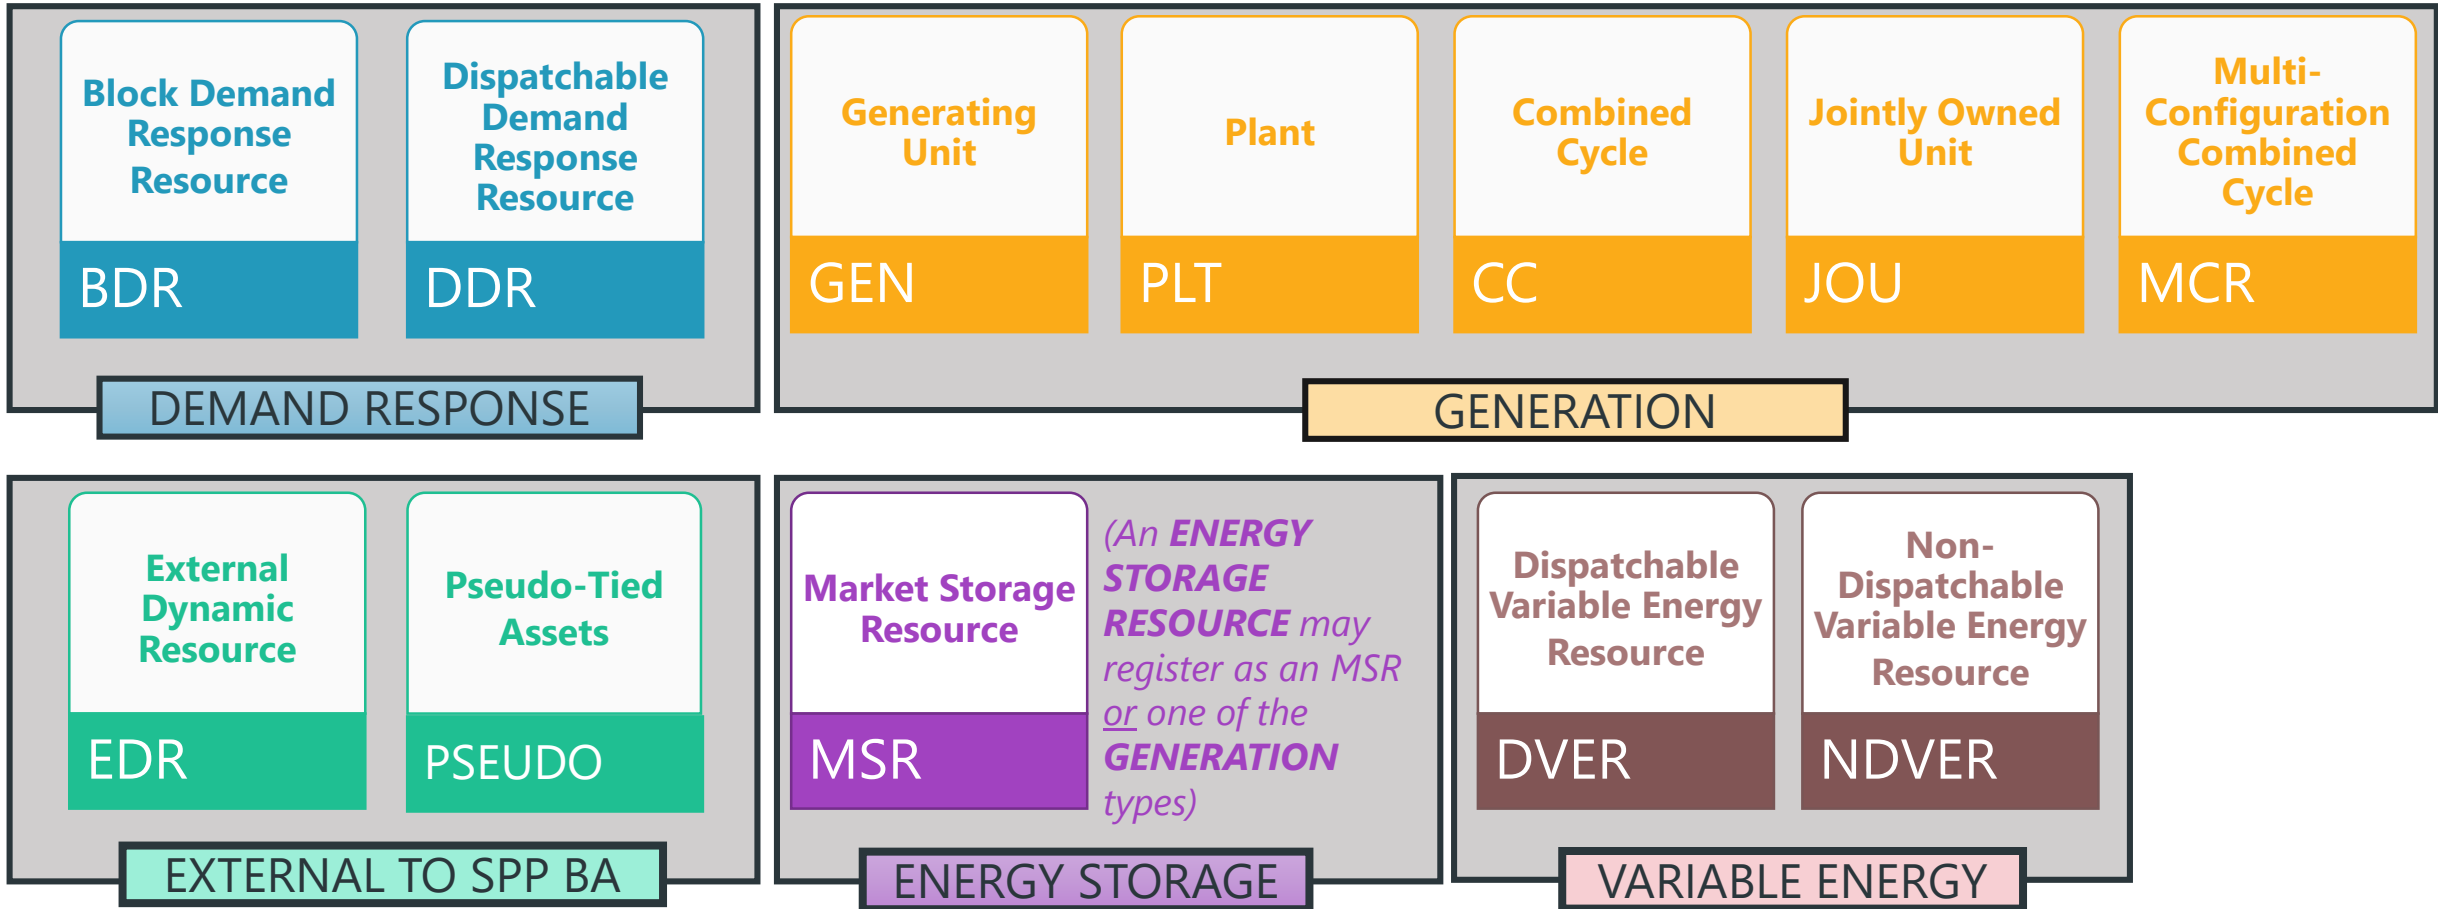 Block Demand
Response
Resource
BDR
Dispatchable
Demand
Response
Resource
DDR
DEMAND RESPONSE
Generating
Unit
GEN
Plant
PLT
Combined
Cycle
CC
Jointly Owned
Unit
JOU
Multi-
Configuration
Combined
Cycle
MCR
GENERATION
External
Dynamic
Resource
EDR
Pseudo-Tied
Assets
PSEUDO
EXTERNAL TO SPP BA
Market Storage
Resource
MSR
(An ENERGY
STORAGE
RESOURCE may
register as an MSR
or one of the
GENERATION
types)
ENERGY STORAGE
Dispatchable
Variable Energy
Resource
DVER
Non-
Dispatchable
Variable Energy
Resource
NDVER
VARIABLE ENERGY